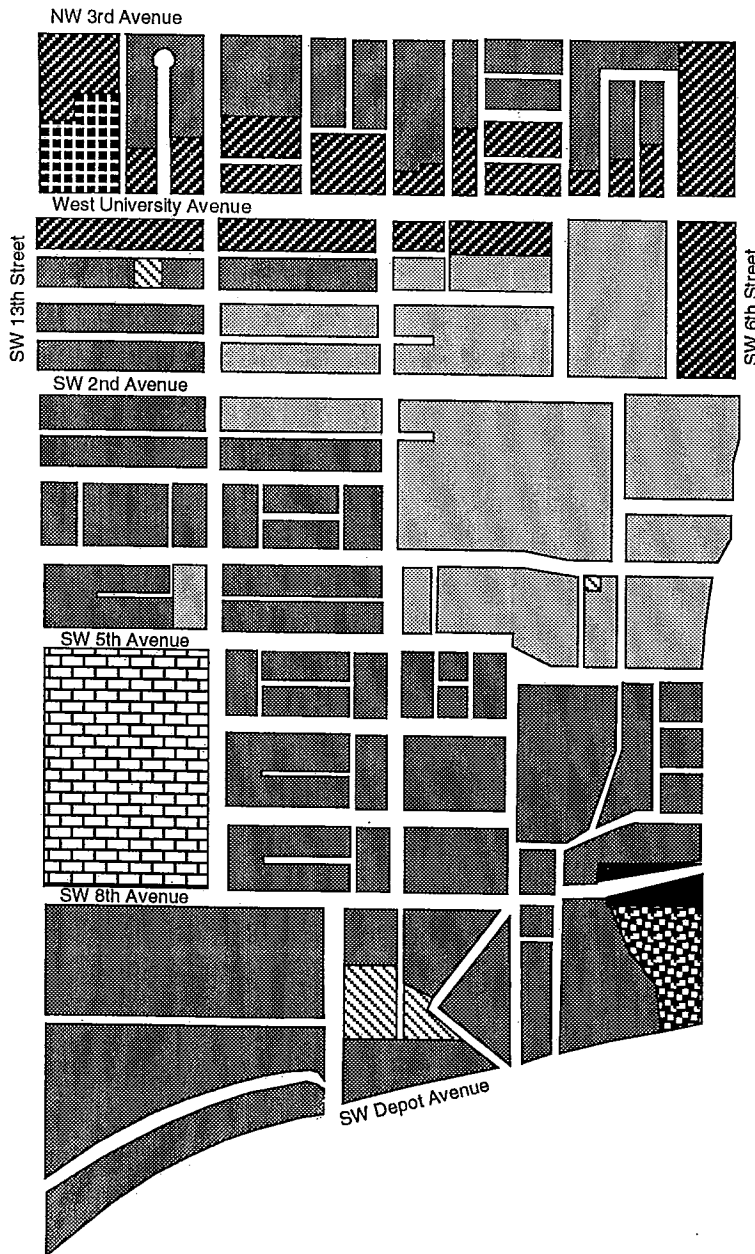 NW 3rd Avenue
West University Avenue
SW 13th Street
SW 6th Street
SW 2nd Avenue
SW 5th Avenue
SW 8th Avenue
SW Depot Avenue